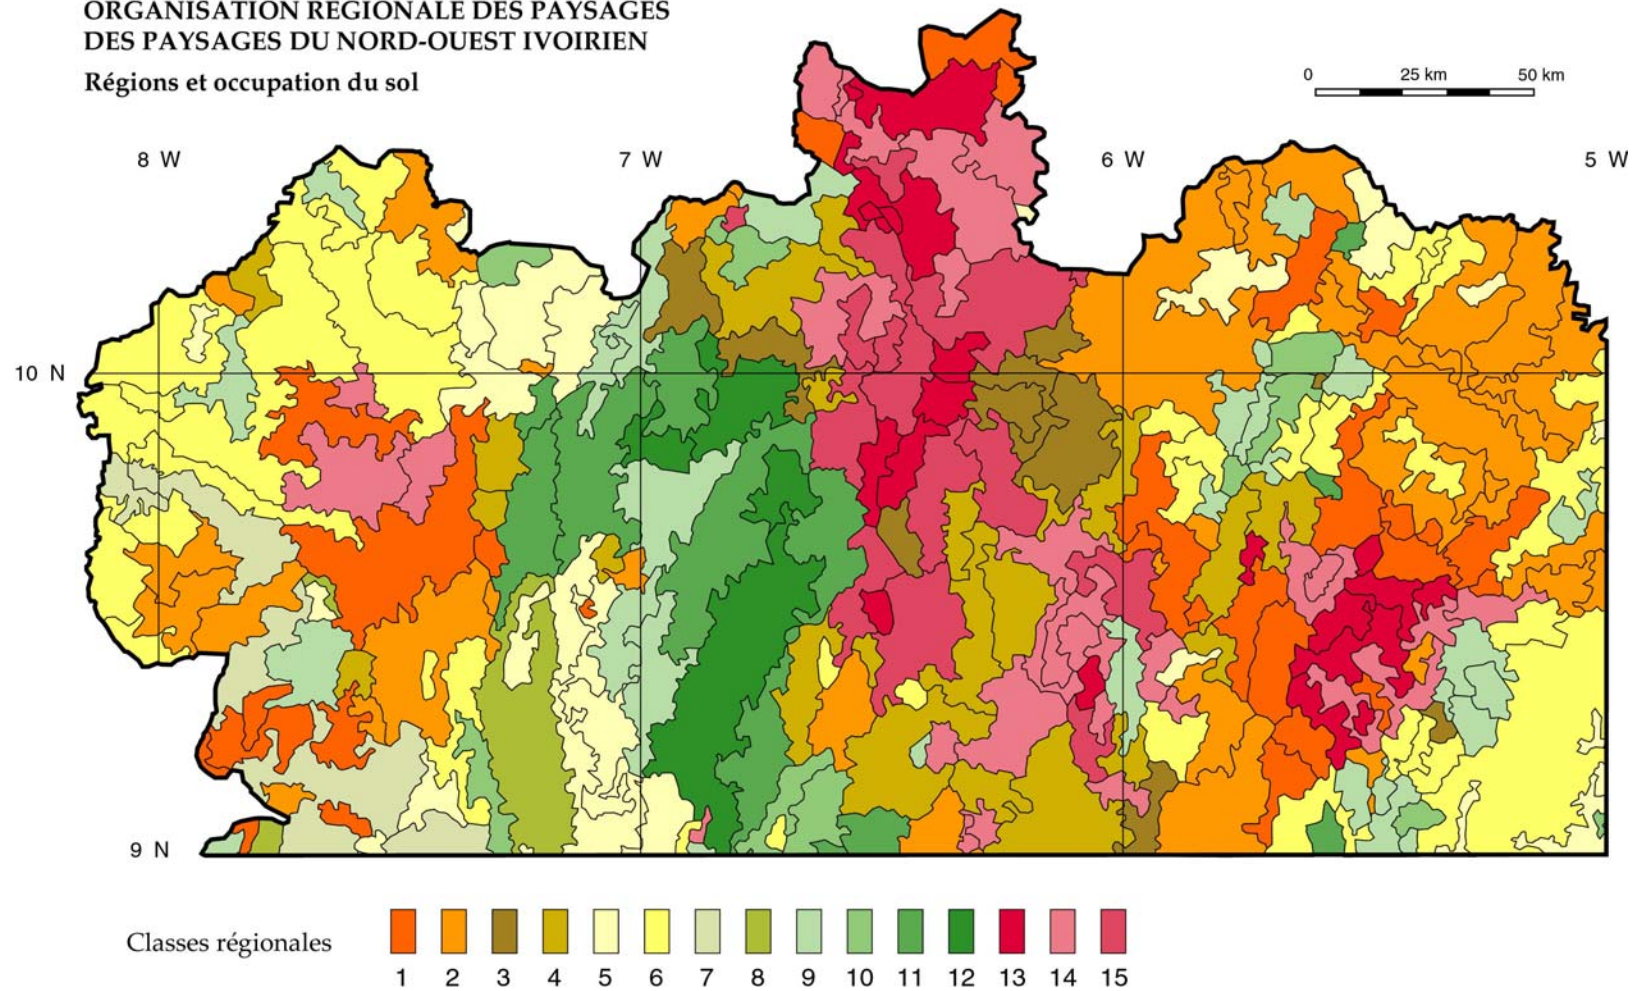 ORGANISATION REGIONALE DES PAYSAGES
DES PAYSAGES DU NORD-OUEST IVOIRIEN
Régions et occupation du sol
0 25 km 50 km
8 W 7 W 6 W 5 W
10 N
9 N
Classes régionales
1 2 3 4 5 6 7 8 9 10 11 12 13 14 15